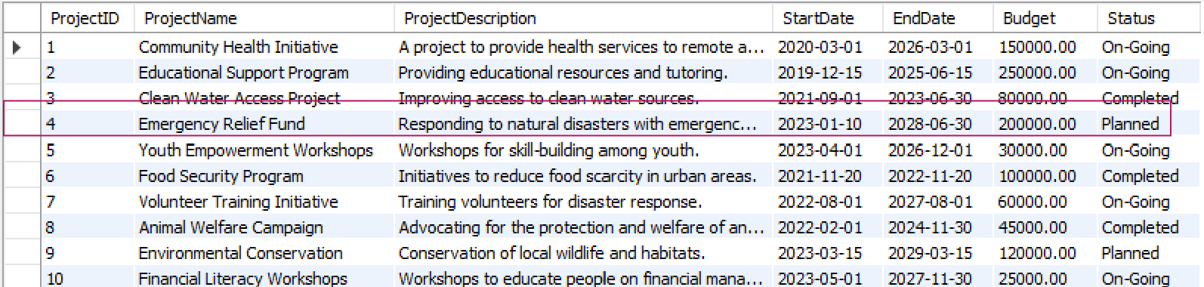 ProjectID ProjectName ProjectDescription StartDate EndDate Budget Status
1 Community Health Initiative A project to provide health services to remote a... 2020-03-01 2026-03-01 150000.00 On-Going
2 Educational Support Program Providing educational resources and tutoring. 2019-12-15 2025-06-15 250000.00 On-Going
3 Clean Water Access Project Improving access to clean water sources. 2021-09-01 2023-06-30 80000.00 Completed
4 Emergency Relief Fund Responding to natural disasters with emergenc... 2023-01-10 2028-06-30 200000.00 Planned
5 Youth Empowerment Workshops Workshops for skill-building among youth. 2023-04-01 2026-12-01 30000.00 On-Going
6 Food Security Program Initiatives to reduce food scarcity in urban areas. 2021-11-20 2022-11-20 100000.00 Completed
7 Volunteer Training Initiative Training volunteers for disaster response. 2022-08-01 2027-08-01 60000.00 On-Going
8 Animal Welfare Campaign Advocating for the protection and welfare of an... 2022-02-01 2024-11-30 45000.00 Completed
9 Environmental Conservation Conservation of local wildlife and habitats. 2023-03-15 2029-03-15 120000.00 Planned
10 Financial Literacy Workshops Workshops to educate people on financial mana... 2023-05-01 2027-11-30 25000.00 On-Going